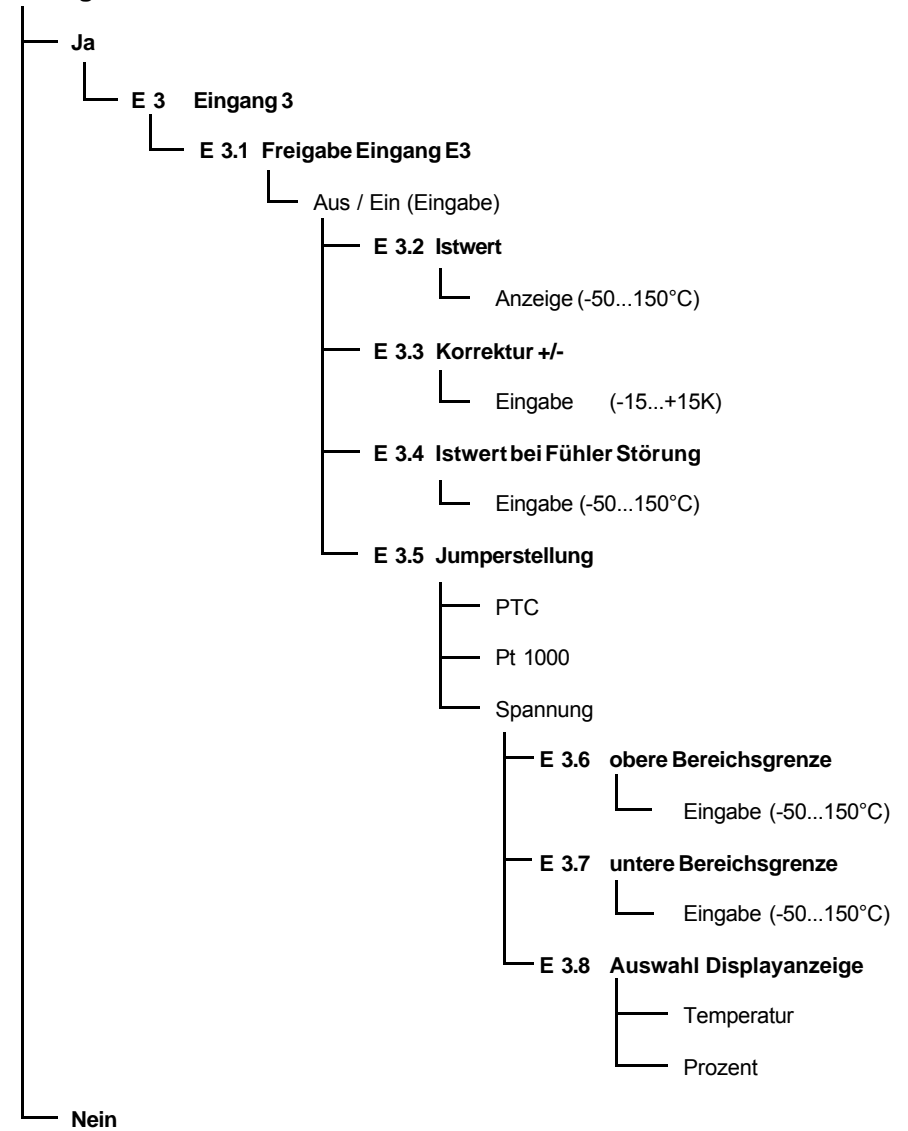 Ja
E 3 Eingang 3
E 3.1 Freigabe Eingang E3
Aus / Ein (Eingabe)
E 3.2 Istwert
Anzeige (-50...150°C)
E 3.3 Korrektur +/-
Eingabe (-15...+15K)
E 3.4 Istwert bei Fühler Störung
Eingabe (-50...150°C)
E 3.5 Jumperstellung
PTC
Pt 1000
Spannung
E 3.6 obere Bereichsgrenze
Eingabe (-50...150°C)
E 3.7 untere Bereichsgrenze
Eingabe (-50...150°C)
E 3.8 Auswahl Displayanzeige
Temperatur
Prozent
Nein